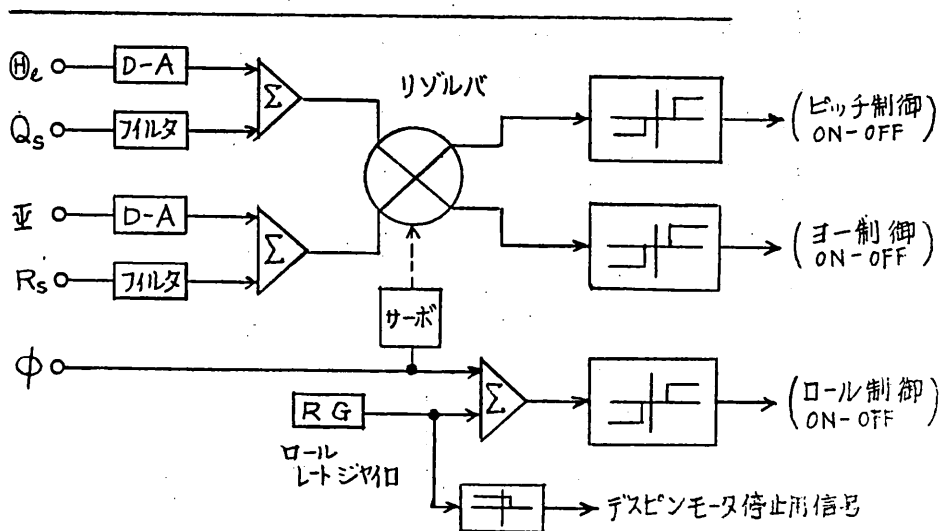 Ⓗe D-A
Σ
リゾルバ
(ピッチ制御
ON-OFF)
Qs フィルタ
Ψ D-A
Σ
(ヨー制御
ON-OFF)
Rs フィルタ
サーボ
φ
Σ
(ロール制御
ON-OFF)
RG
ロール
レートジャイロ
デスピンモータ停止用信号